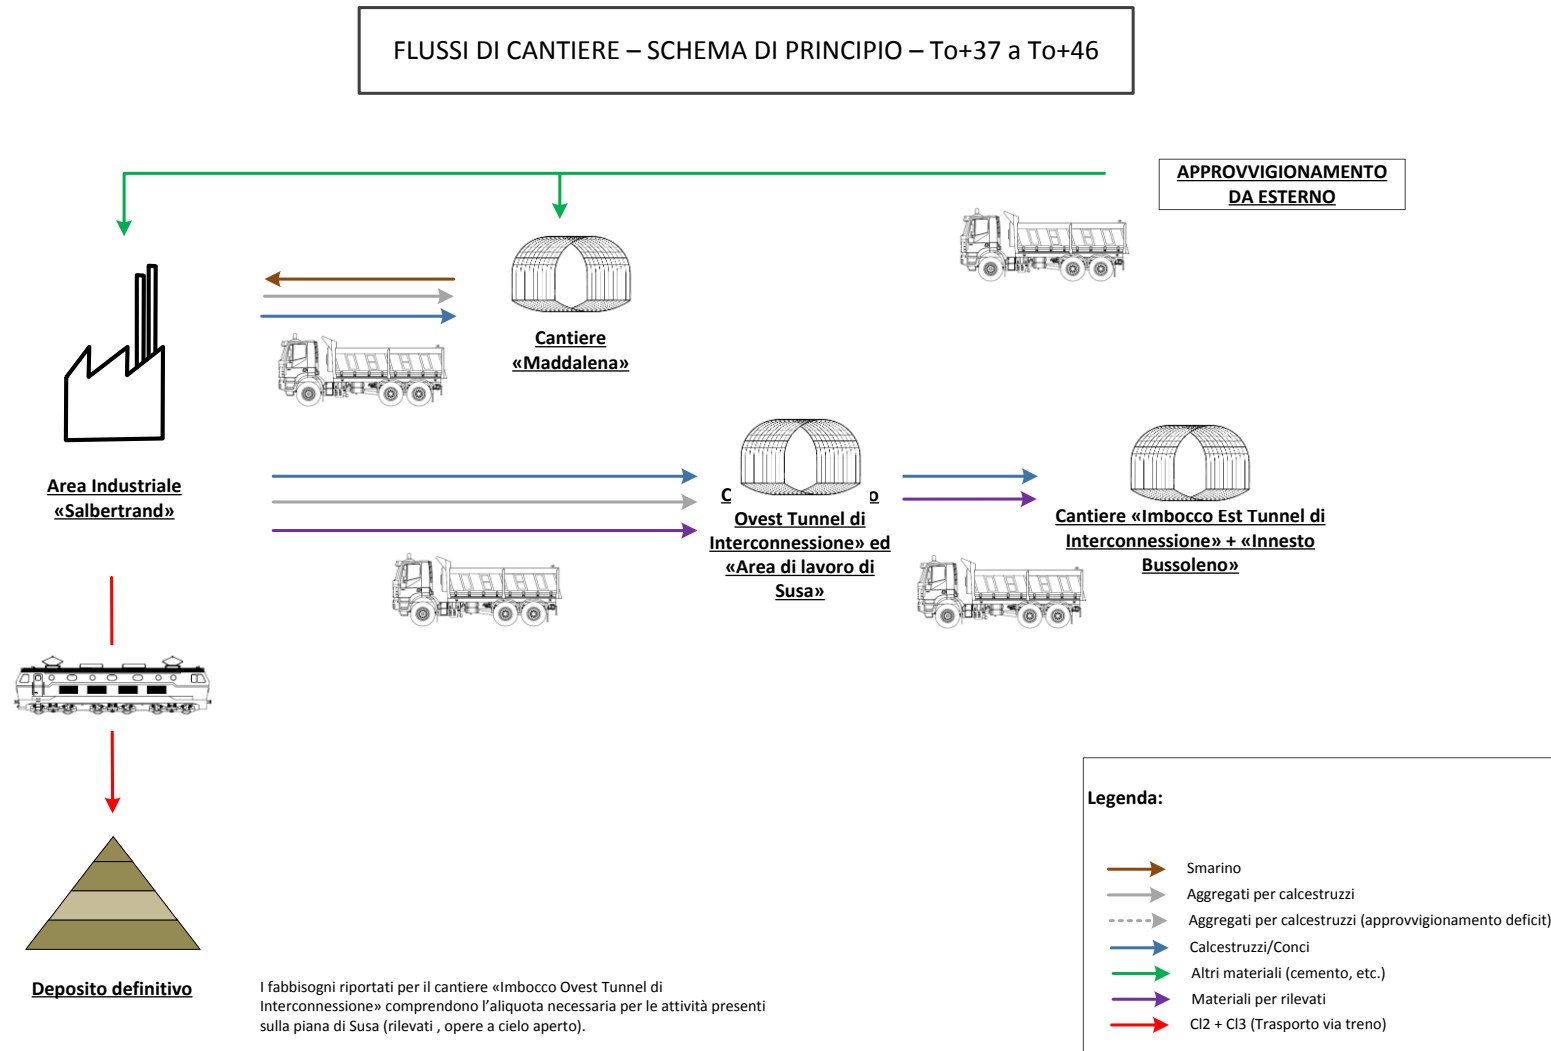 FLUSSI DI CANTIERE – SCHEMA DI PRINCIPIO – To+37 a To+46
APPROVVIGIONAMENTO
DA ESTERNO
Cantiere
«Maddalena»
Area Industriale
«Salbertrand»
Ovest Tunnel di
Interconnessione» ed
«Area di lavoro di
Susa»
Cantiere «Imbocco Est Tunnel di
Interconnessione» + «Innesto
Bussoleno»
Deposito definitivo
I fabbisogni riportati per il cantiere «Imbocco Ovest Tunnel di
Interconnessione» comprendono l’aliquota necessaria per le attività presenti
sulla piana di Susa (rilevati , opere a cielo aperto).
Legenda:
Smarino
Aggregati per calcestruzzi
Aggregati per calcestruzzi (approvvigionamento deficit)
Calcestruzzi/Conci
Altri materiali (cemento, etc.)
Materiali per rilevati
Cl2 + Cl3 (Trasporto via treno)